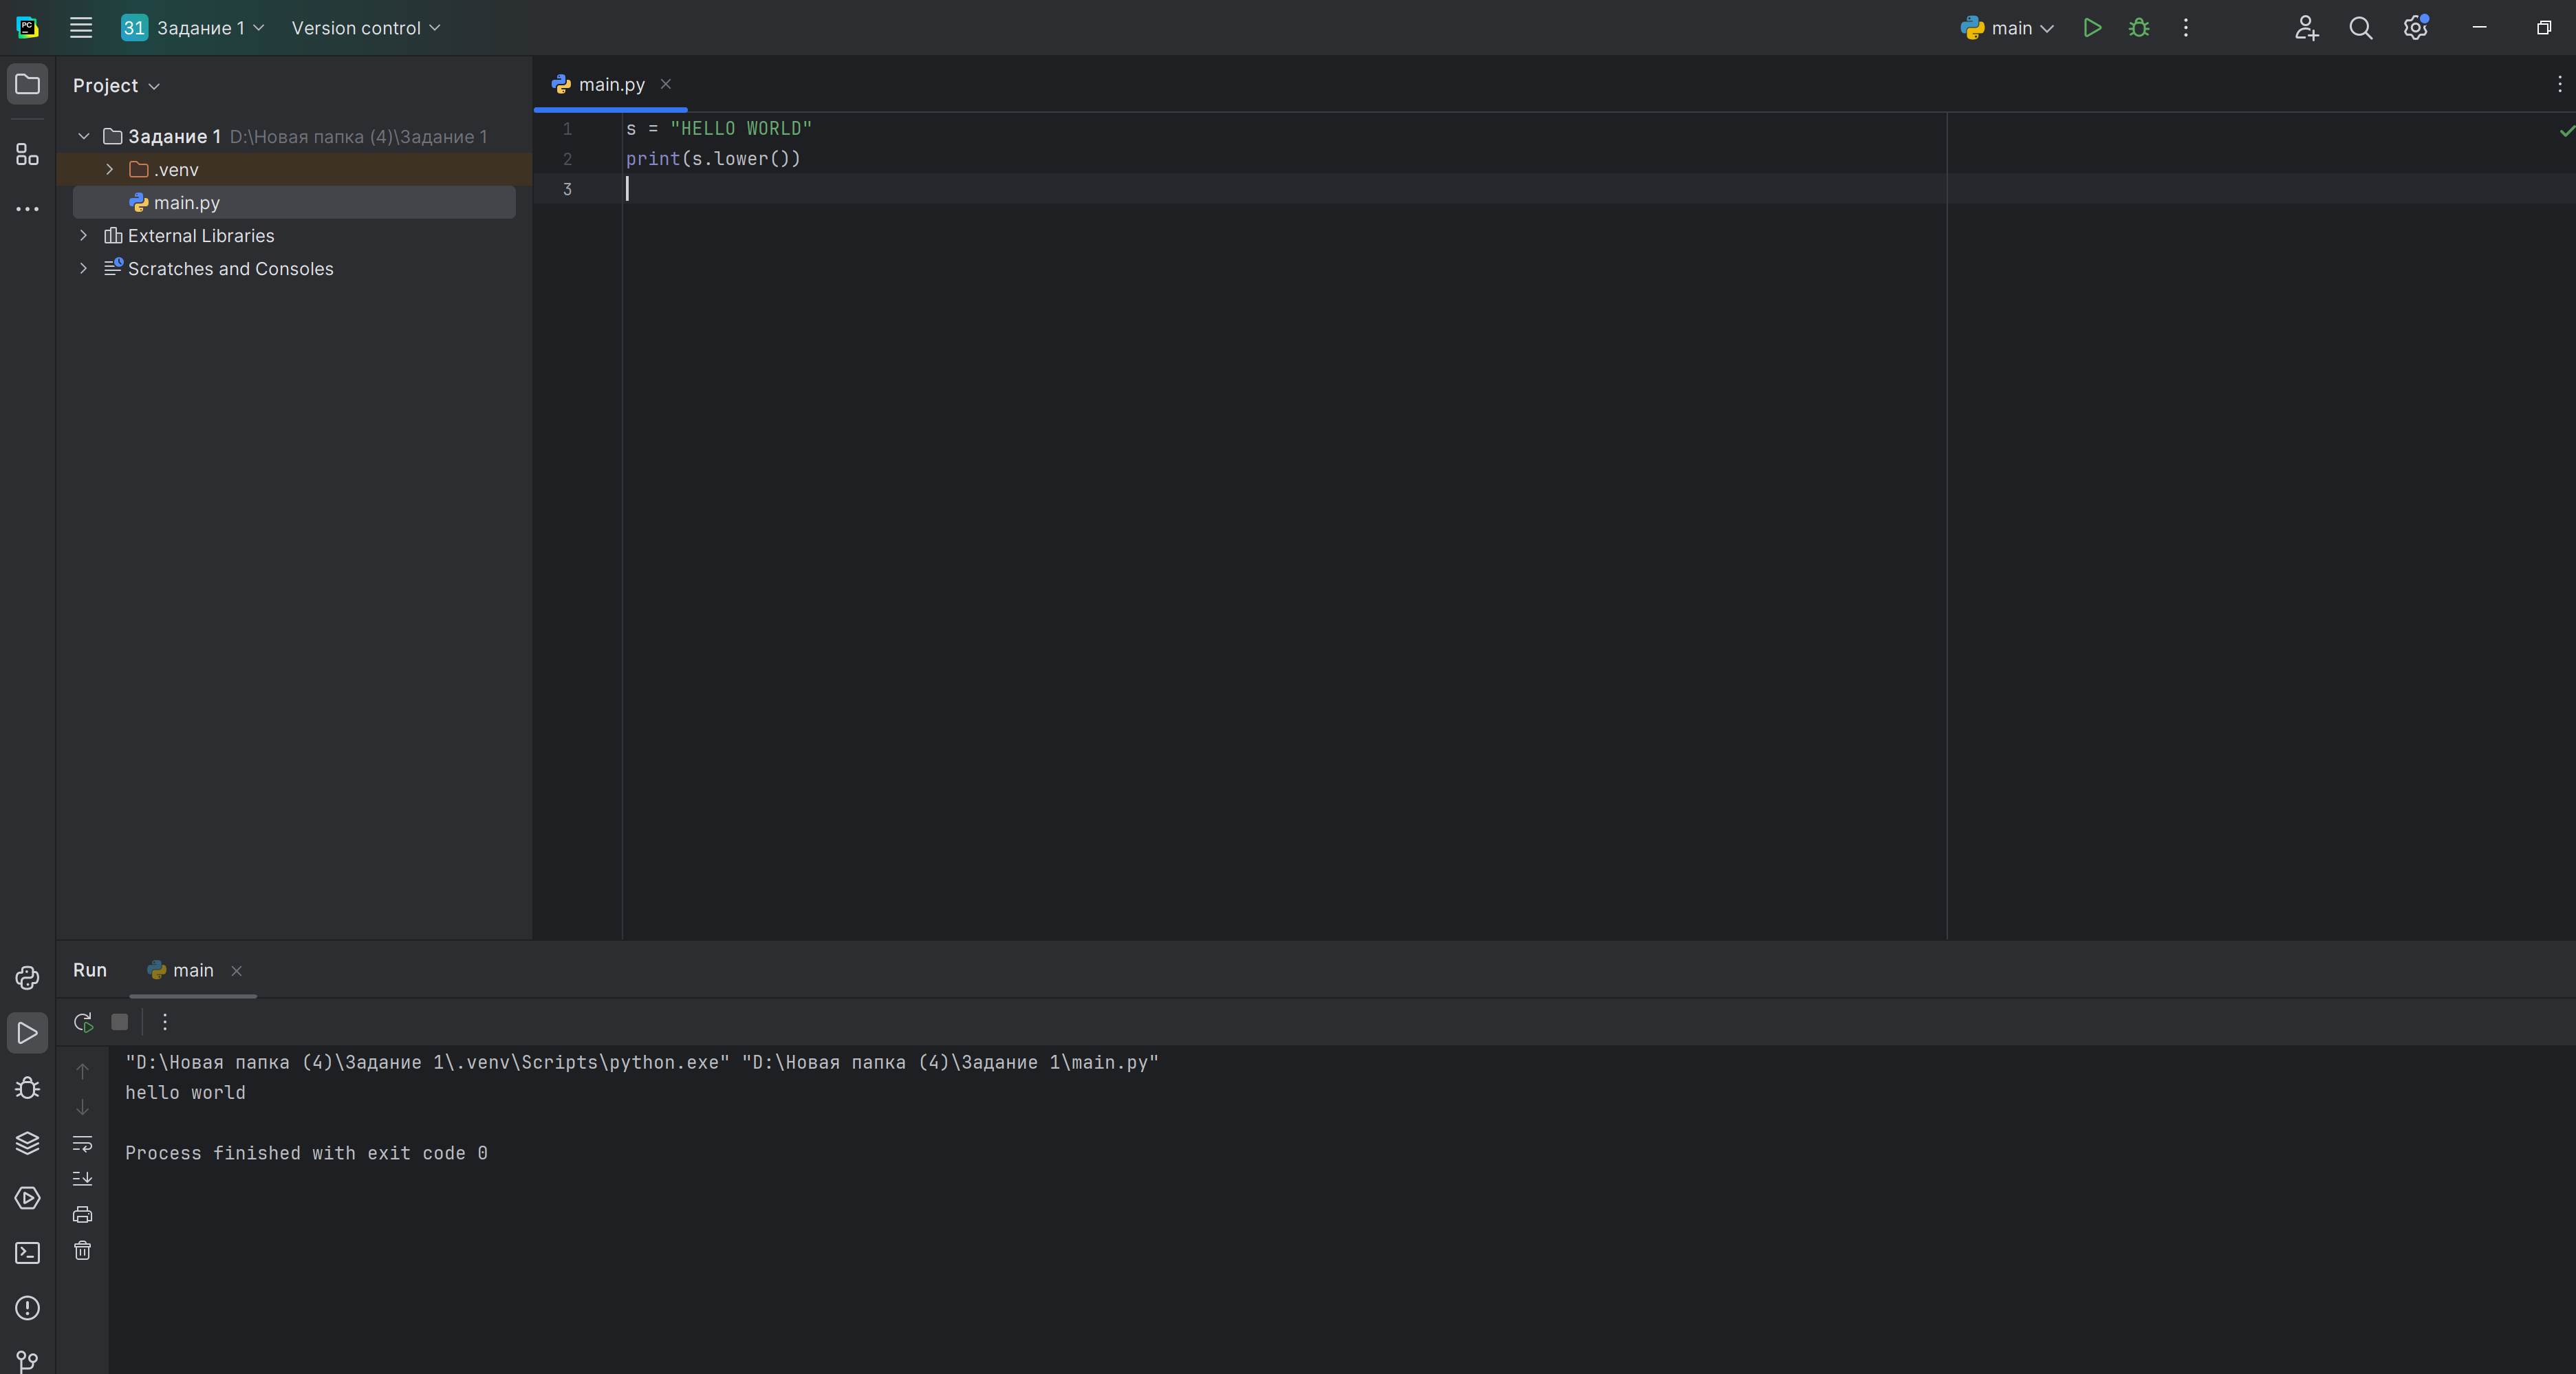 PC
31 Задание 1 Version control main
Project
main.py
Задание 1 D:\Новая папка (4)\Задание 1
.venv
main.py
External Libraries
Scratches and Consoles
1 s = "HELLO WORLD"
2 print(s.lower())
3
Run main
"D:\Новая папка (4)\Задание 1\.venv\Scripts\python.exe" "D:\Новая папка (4)\Задание 1\main.py"
hello world
Process finished with exit code 0